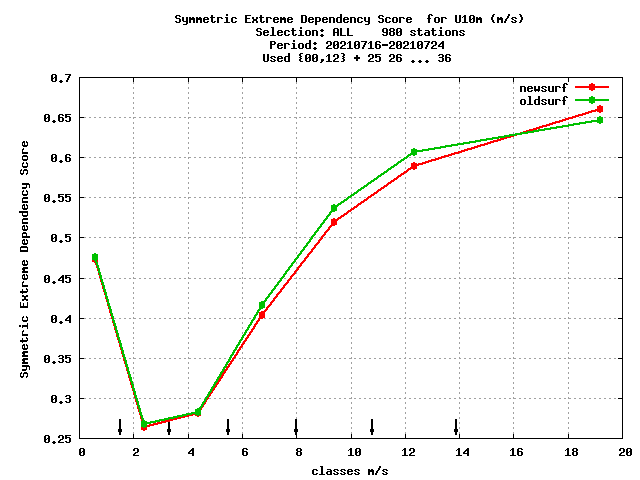 Symmetric Extreme Dependency Score  for U10m (m/s)
Selection: ALL    980 stations
Period: 20210716-20210724
Used {00,12} + 25 26 ... 36
newsurf
oldsurf
Symmetric Extreme Dependency Score
0.7
0.65
0.6
0.55
0.5
0.45
0.4
0.35
0.3
0.25
0 2 4 6 8 10 12 14 16 18 20
classes m/s